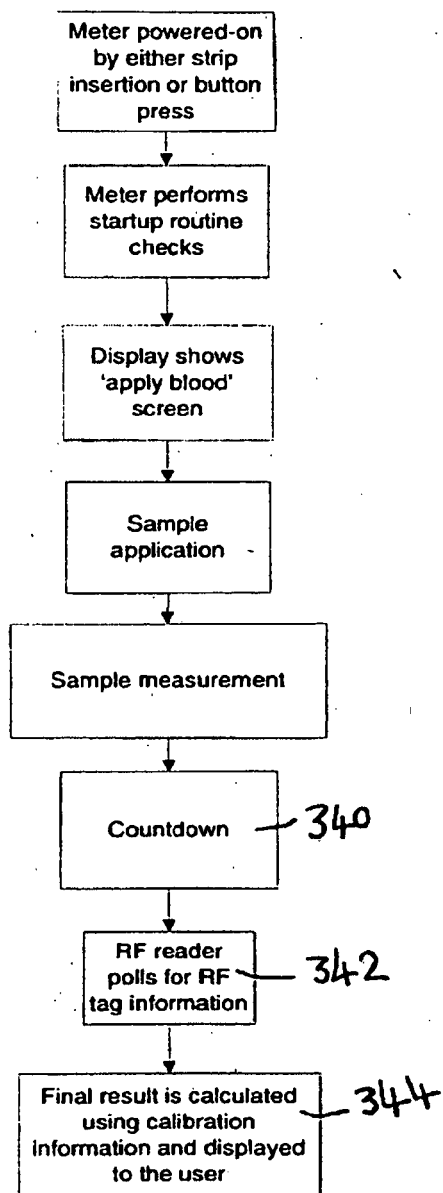 Meter powered-on
by either strip
insertion or button
press
Meter performs
startup routine
checks
Display shows
'apply blood'
screen
Sample
application
Sample measurement
Countdown
340
RF reader
polls for RF
tag information
342
Final result is calculated
using calibration
information and displayed
to the user
344